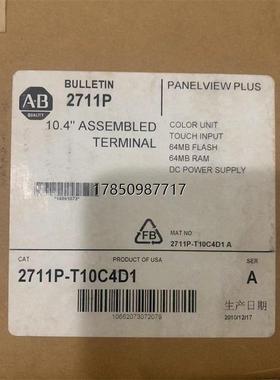 A·B
QUALITY
BULLETIN
2711P
PANELVIEW PLUS
10.4" ASSEMBLED
TERMINAL
COLOR UNIT
TOUCH INPUT
64MB FLASH
64MB RAM
DC POWER SUPPLY
17850987717
FB
MAT NO
2711P-T10C4D1 A
CAT
PRODUCT OF USA
SER
2711P-T10C4D1
A
10662073072079
生产日期
2010/12/17